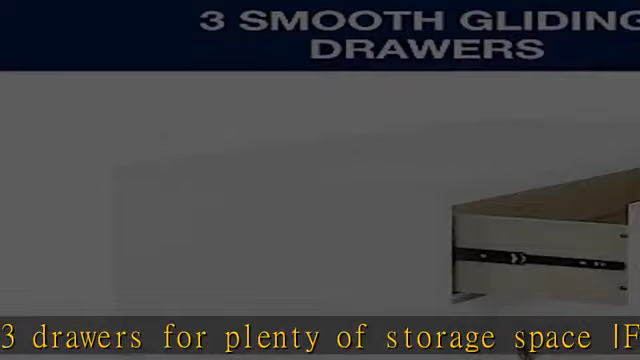 3 SMOOTH GLIDING
DRAWERS
3 drawers for plenty of storage space |F